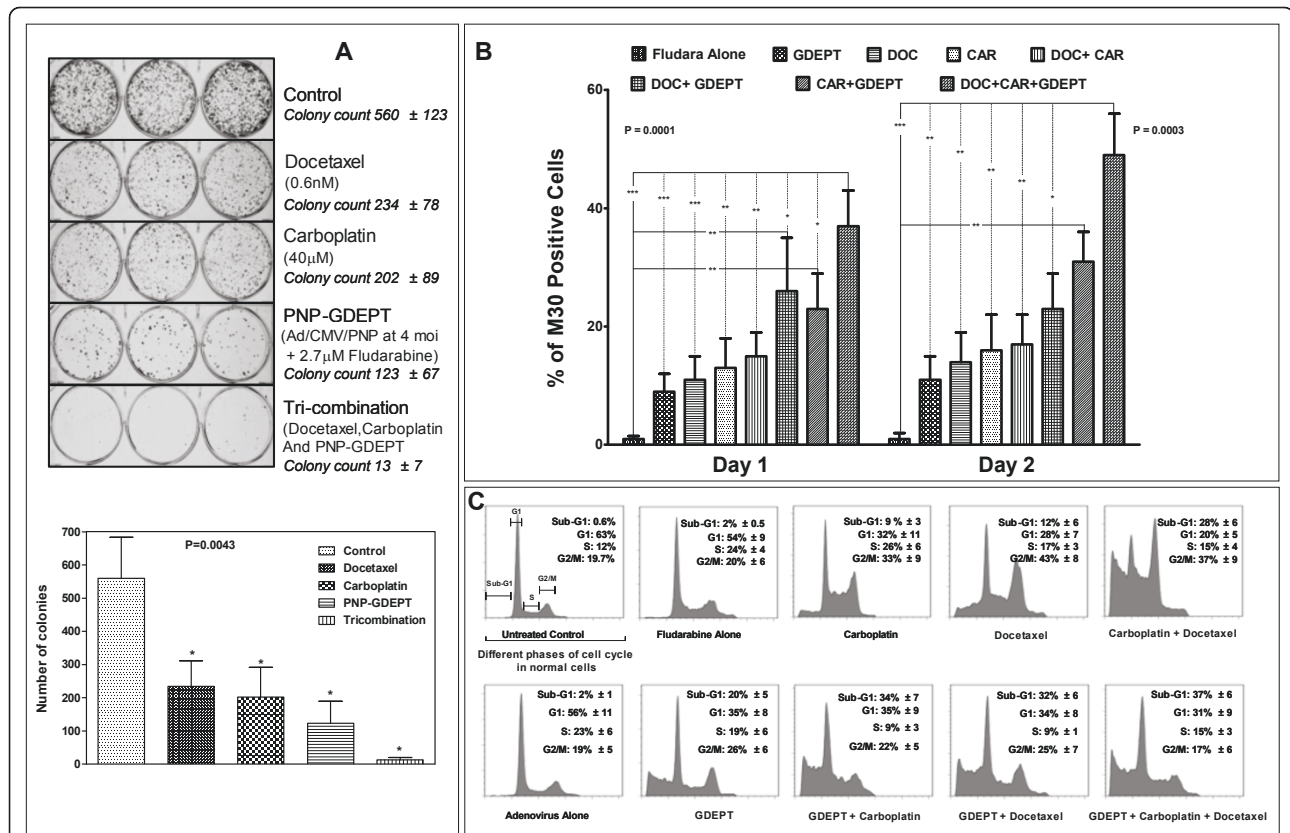 A
Control
Colony count 560 ± 123
Docetaxel
(0.6nM)
Colony count 234 ± 78
Carboplatin
(40µM)
Colony count 202 ± 89
PNP-GDEPT
(Ad/CMV/PNP at 4 moi
+ 2.7µM Fludarabine)
Colony count 123 ± 67
Tri-combination
(Docetaxel,Carboplatin
And PNP-GDEPT
Colony count 13 ± 7
Number of colonies
700
600
500
400
300
200
100
0
P=0.0043
Control
Docetaxel
Carboplatin
PNP-GDEPT
Tricombination
*
*
*
*
B
Fludara Alone
GDEPT
DOC
CAR
DOC+ CAR
DOC+ GDEPT
CAR+GDEPT
DOC+CAR+GDEPT
% of M30 Positive Cells
60
40
20
0
P = 0.0001
P = 0.0003
*** *** *** ** ** * *
**
**
*** ** ** ** ** *
**
Day 1
Day 2
C
G1
Sub-G1
S
G2/M
Sub-G1: 0.6%
G1: 63%
S: 12%
G2/M: 19.7%
Untreated Control
Different phases of cell cycle
in normal cells
Sub-G1: 2% ± 0.5
G1: 54% ± 9
S: 24% ± 4
G2/M: 20% ± 6
Fludarabine Alone
Sub-G1: 9 % ± 3
G1: 32% ± 11
S: 26% ± 6
G2/M: 33% ± 9
Carboplatin
Sub-G1: 12% ± 6
G1: 28% ± 7
S: 17% ± 3
G2/M: 43% ± 8
Docetaxel
Sub-G1: 28% ± 6
G1: 20% ± 5
S: 15% ± 4
G2/M: 37% ± 9
Carboplatin + Docetaxel
Sub-G1: 2% ± 1
G1: 56% ± 11
S: 23% ± 6
G2/M: 19% ± 5
Adenovirus Alone
Sub-G1: 20% ± 5
G1: 35% ± 8
S: 19% ± 6
G2/M: 26% ± 6
GDEPT
Sub-G1: 34% ± 7
G1: 35% ± 9
S: 9% ± 3
G2/M: 22% ± 5
GDEPT + Carboplatin
Sub-G1: 32% ± 6
G1: 34% ± 8
S: 9% ± 1
G2/M: 25% ± 7
GDEPT + Docetaxel
Sub-G1: 37% ± 6
G1: 31% ± 9
S: 15% ± 3
G2/M: 17% ± 6
GDEPT + Carboplatin + Docetaxel